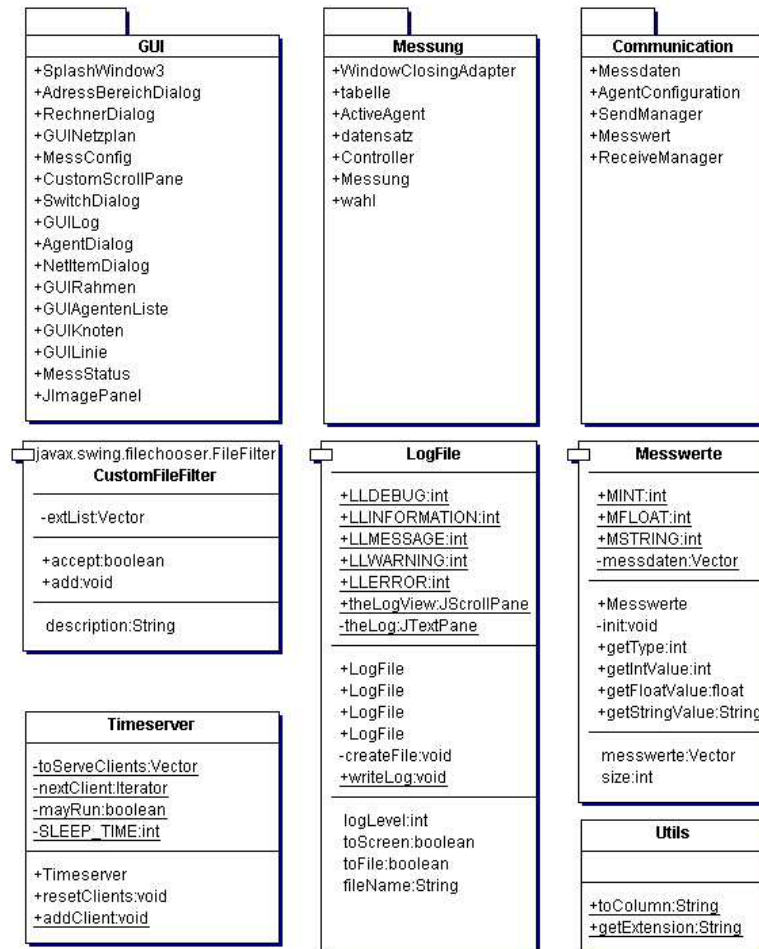 GUI
+SplashWindow3
+AdressBereichDialog
+RechnerDialog
+GUINetzplan
+MessConfig
+CustomScrollPane
+SwitchDialog
+GUILog
+AgentDialog
+NetItemDialog
+GUIRahmen
+GUIAgentenListe
+GUIKnoten
+GUILinie
+MessStatus
+JImagePanel
Messung
+WindowClosingAdapter
+tabelle
+ActiveAgent
+datensatz
+Controller
+Messung
+wahl
Communication
+Messdaten
+AgentConfiguration
+SendManager
+Messwert
+ReceiveManager
javax.swing.filechooser.FileFilter
CustomFileFilter
-extList:Vector
+accept:boolean
+add:void
description:String
LogFile
+LLDEBUG:int
+LLINFORMATION:int
+LLMESSAGE:int
+LLWARNING:int
+LLERROR:int
+theLogView:JScrollPane
-theLog:JTextPane
+LogFile
+LogFile
+LogFile
+LogFile
-createFile:void
+writeLog:void
logLevel:int
toScreen:boolean
toFile:boolean
fileName:String
Messwerte
+MINT:int
+MFLOAT:int
+MSTRING:int
-messdaten:Vector
+Messwerte
-init:void
+getType:int
+getIntValue:int
+getFloatValue:float
+getStringValue:String
messwerte:Vector
size:int
Timeserver
-toServeClients:Vector
-nextClient:Iterator
-mayRun:boolean
-SLEEP_TIME:int
+Timeserver
+resetClients:void
+addClient:void
Utils
+toColumn:String
+getExtension:String